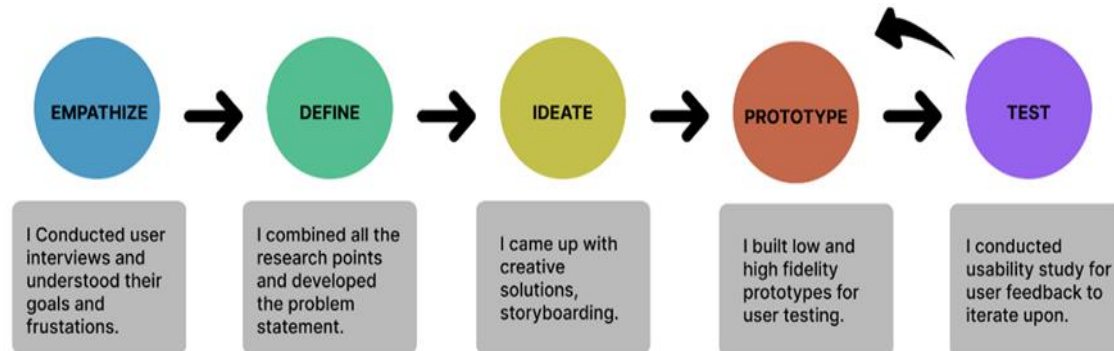 EMPATHIZE
DEFINE
IDEATE
PROTOTYPE
TEST
I Conducted user
interviews and
understood their
goals and
frustations.
I combined all the
research points
and developed
the problem
statement.
I came up with
creative
solutions,
storyboarding.
I built low and
high fidelity
prototypes for
user testing.
I conducted
usability study for
user feedback to
iterate upon.